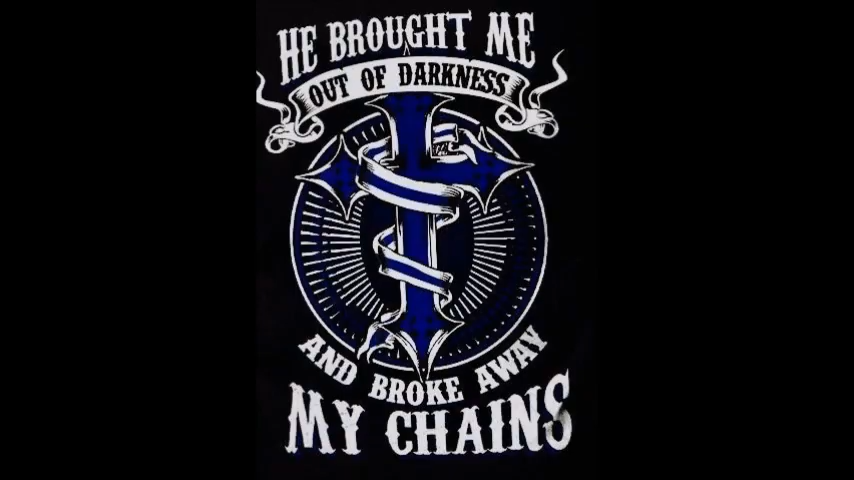 HE BROUGHT ME
OUT OF DARKNESS
AND BROKE AWAY
MY CHAINS